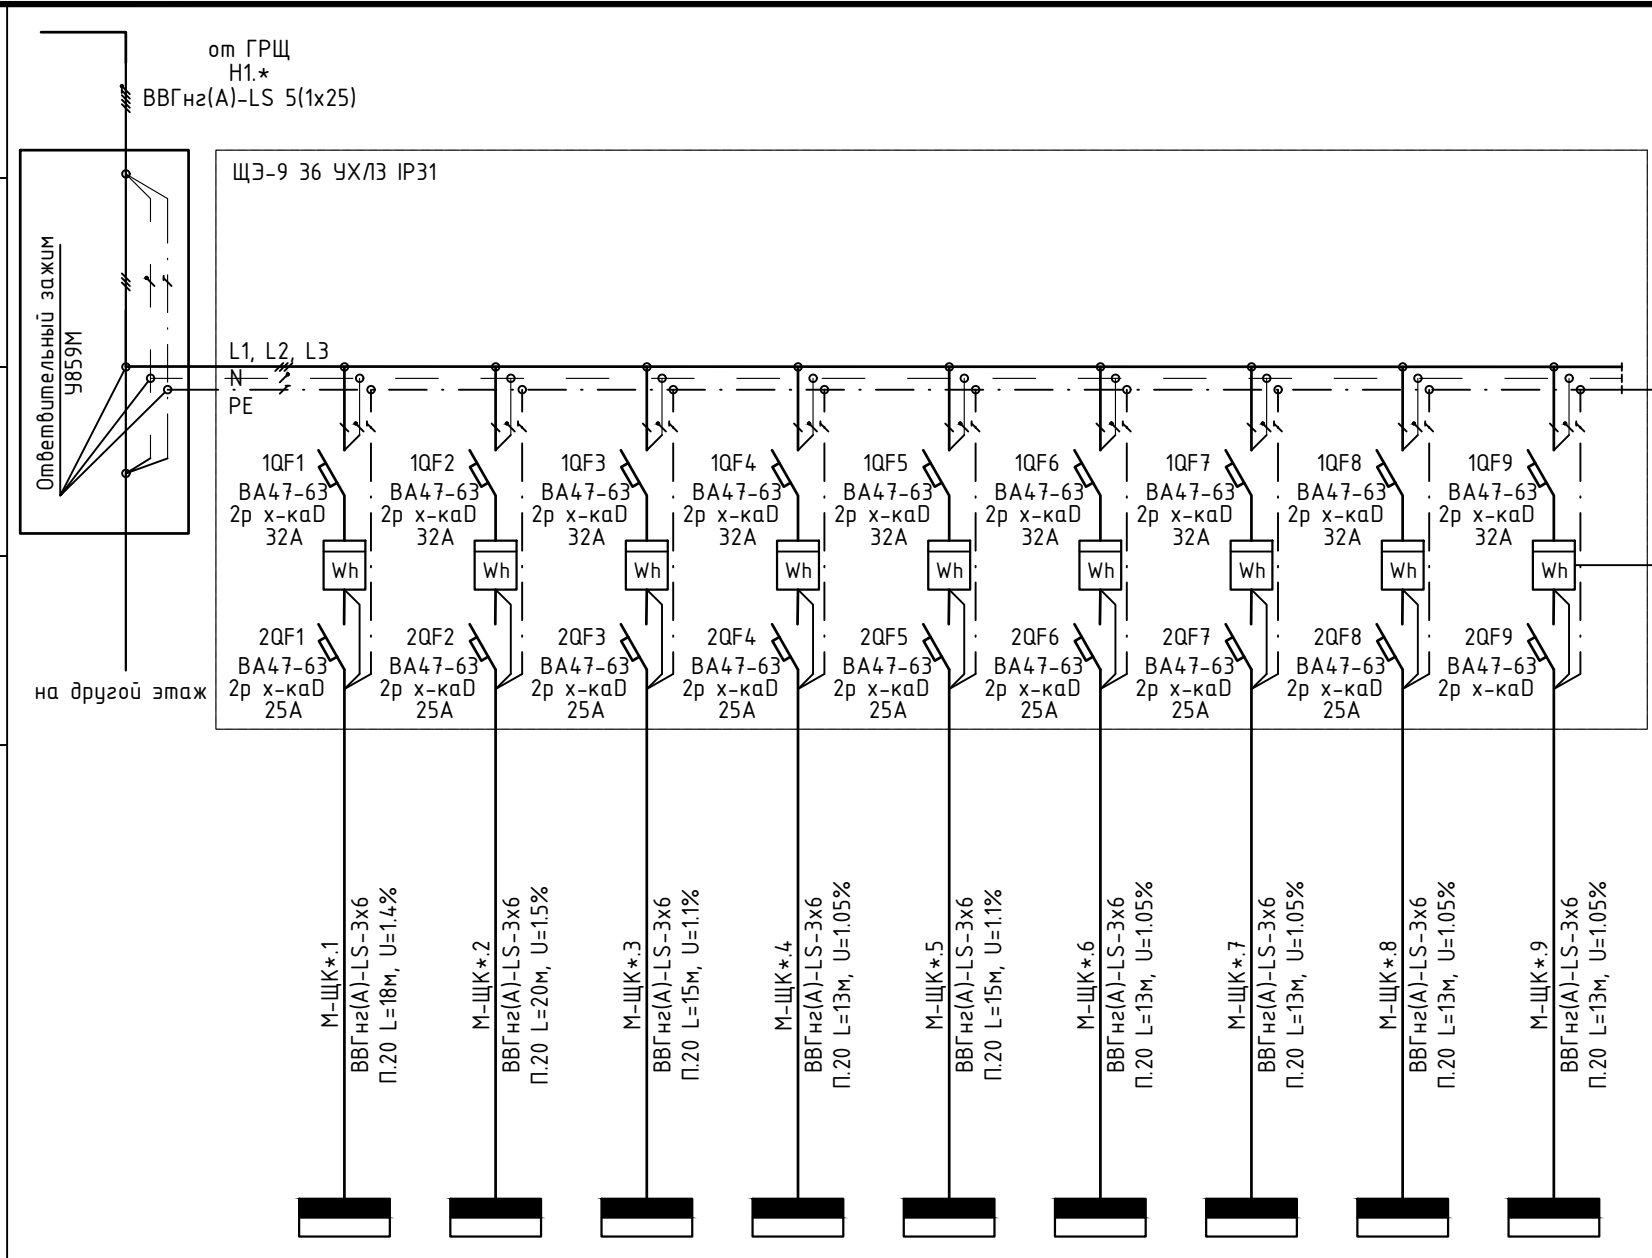 от ГРЩ
Н1.*
ВВГнг(А)-LS 5(1х25)
ЩЭ-9 36 УХЛ3 IP31
Ответвительный зажим
У859М
L1, L2, L3
N
PE
на другой этаж
1QF1
ВА47-63
2р х-каD
32А
Wh
2QF1
ВА47-63
2р х-каD
25А
1QF2
ВА47-63
2р х-каD
32А
Wh
2QF2
ВА47-63
2р х-каD
25А
1QF3
ВА47-63
2р х-каD
32А
Wh
2QF3
ВА47-63
2р х-каD
25А
1QF4
ВА47-63
2р х-каD
32А
Wh
2QF4
ВА47-63
2р х-каD
25А
1QF5
ВА47-63
2р х-каD
32А
Wh
2QF5
ВА47-63
2р х-каD
25А
1QF6
ВА47-63
2р х-каD
32А
Wh
2QF6
ВА47-63
2р х-каD
25А
1QF7
ВА47-63
2р х-каD
32А
Wh
2QF7
ВА47-63
2р х-каD
25А
1QF8
ВА47-63
2р х-каD
32А
Wh
2QF8
ВА47-63
2р х-каD
25А
1QF9
ВА47-63
2р х-каD
32А
Wh
2QF9
ВА47-63
2р х-каD
М-ЩК*.1
ВВГнг(А)-LS-3х6
П.20 L=18м, U=1.4%
М-ЩК*.2
ВВГнг(А)-LS-3х6
П.20 L=20м, U=1.5%
М-ЩК*.3
ВВГнг(А)-LS-3х6
П.20 L=15м, U=1.1%
М-ЩК*.4
ВВГнг(А)-LS-3х6
П.20 L=13м, U=1.05%
М-ЩК*.5
ВВГнг(А)-LS-3х6
П.20 L=15м, U=1.1%
М-ЩК*.6
ВВГнг(А)-LS-3х6
П.20 L=13м, U=1.05%
М-ЩК*.7
ВВГнг(А)-LS-3х6
П.20 L=13м, U=1.05%
М-ЩК*.8
ВВГнг(А)-LS-3х6
П.20 L=13м, U=1.05%
М-ЩК*.9
ВВГнг(А)-LS-3х6
П.20 L=13м, U=1.05%